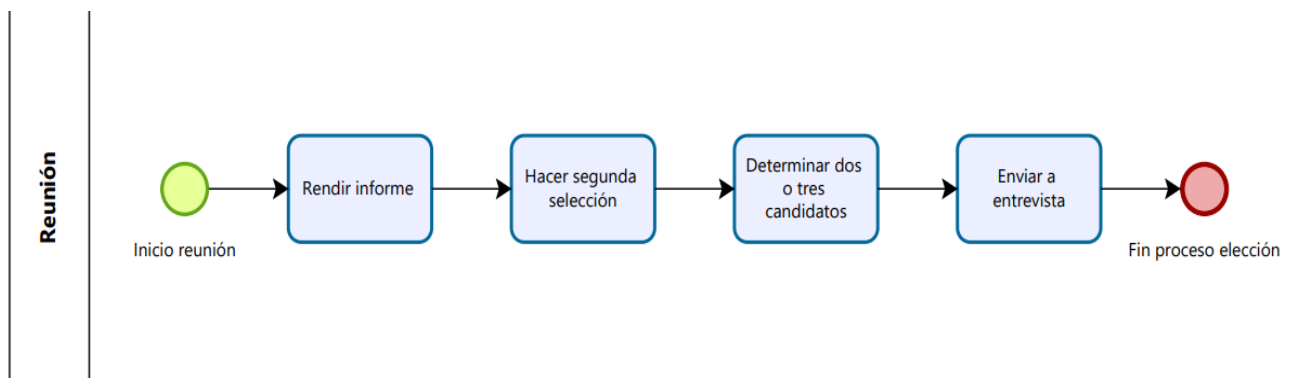 Reunión
Inicio reunión
Rendir informe
Hacer segunda
selección
Determinar dos
o tres
candidatos
Enviar a
entrevista
Fin proceso elección